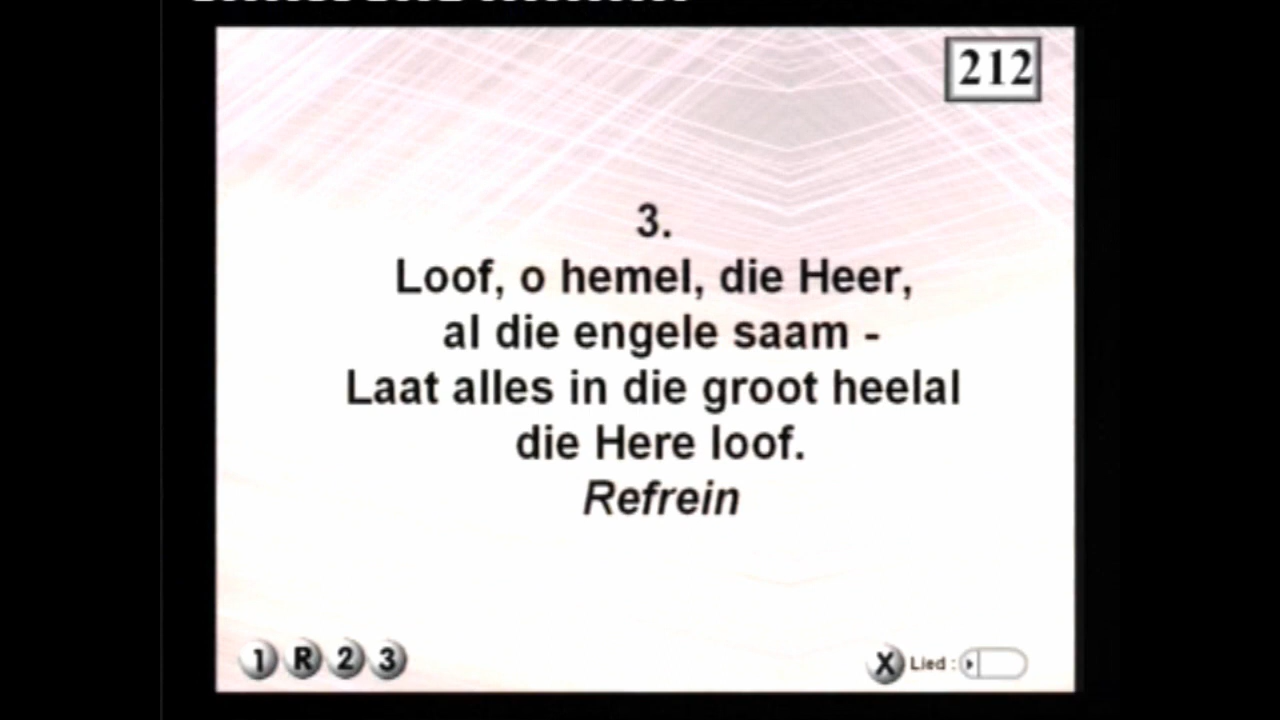 212
3.
Loof, o hemel, die Heer,
al die engele saam -
Laat alles in die groot heelal
die Here loof.
Refrein
1 R 2 3
X Lied :